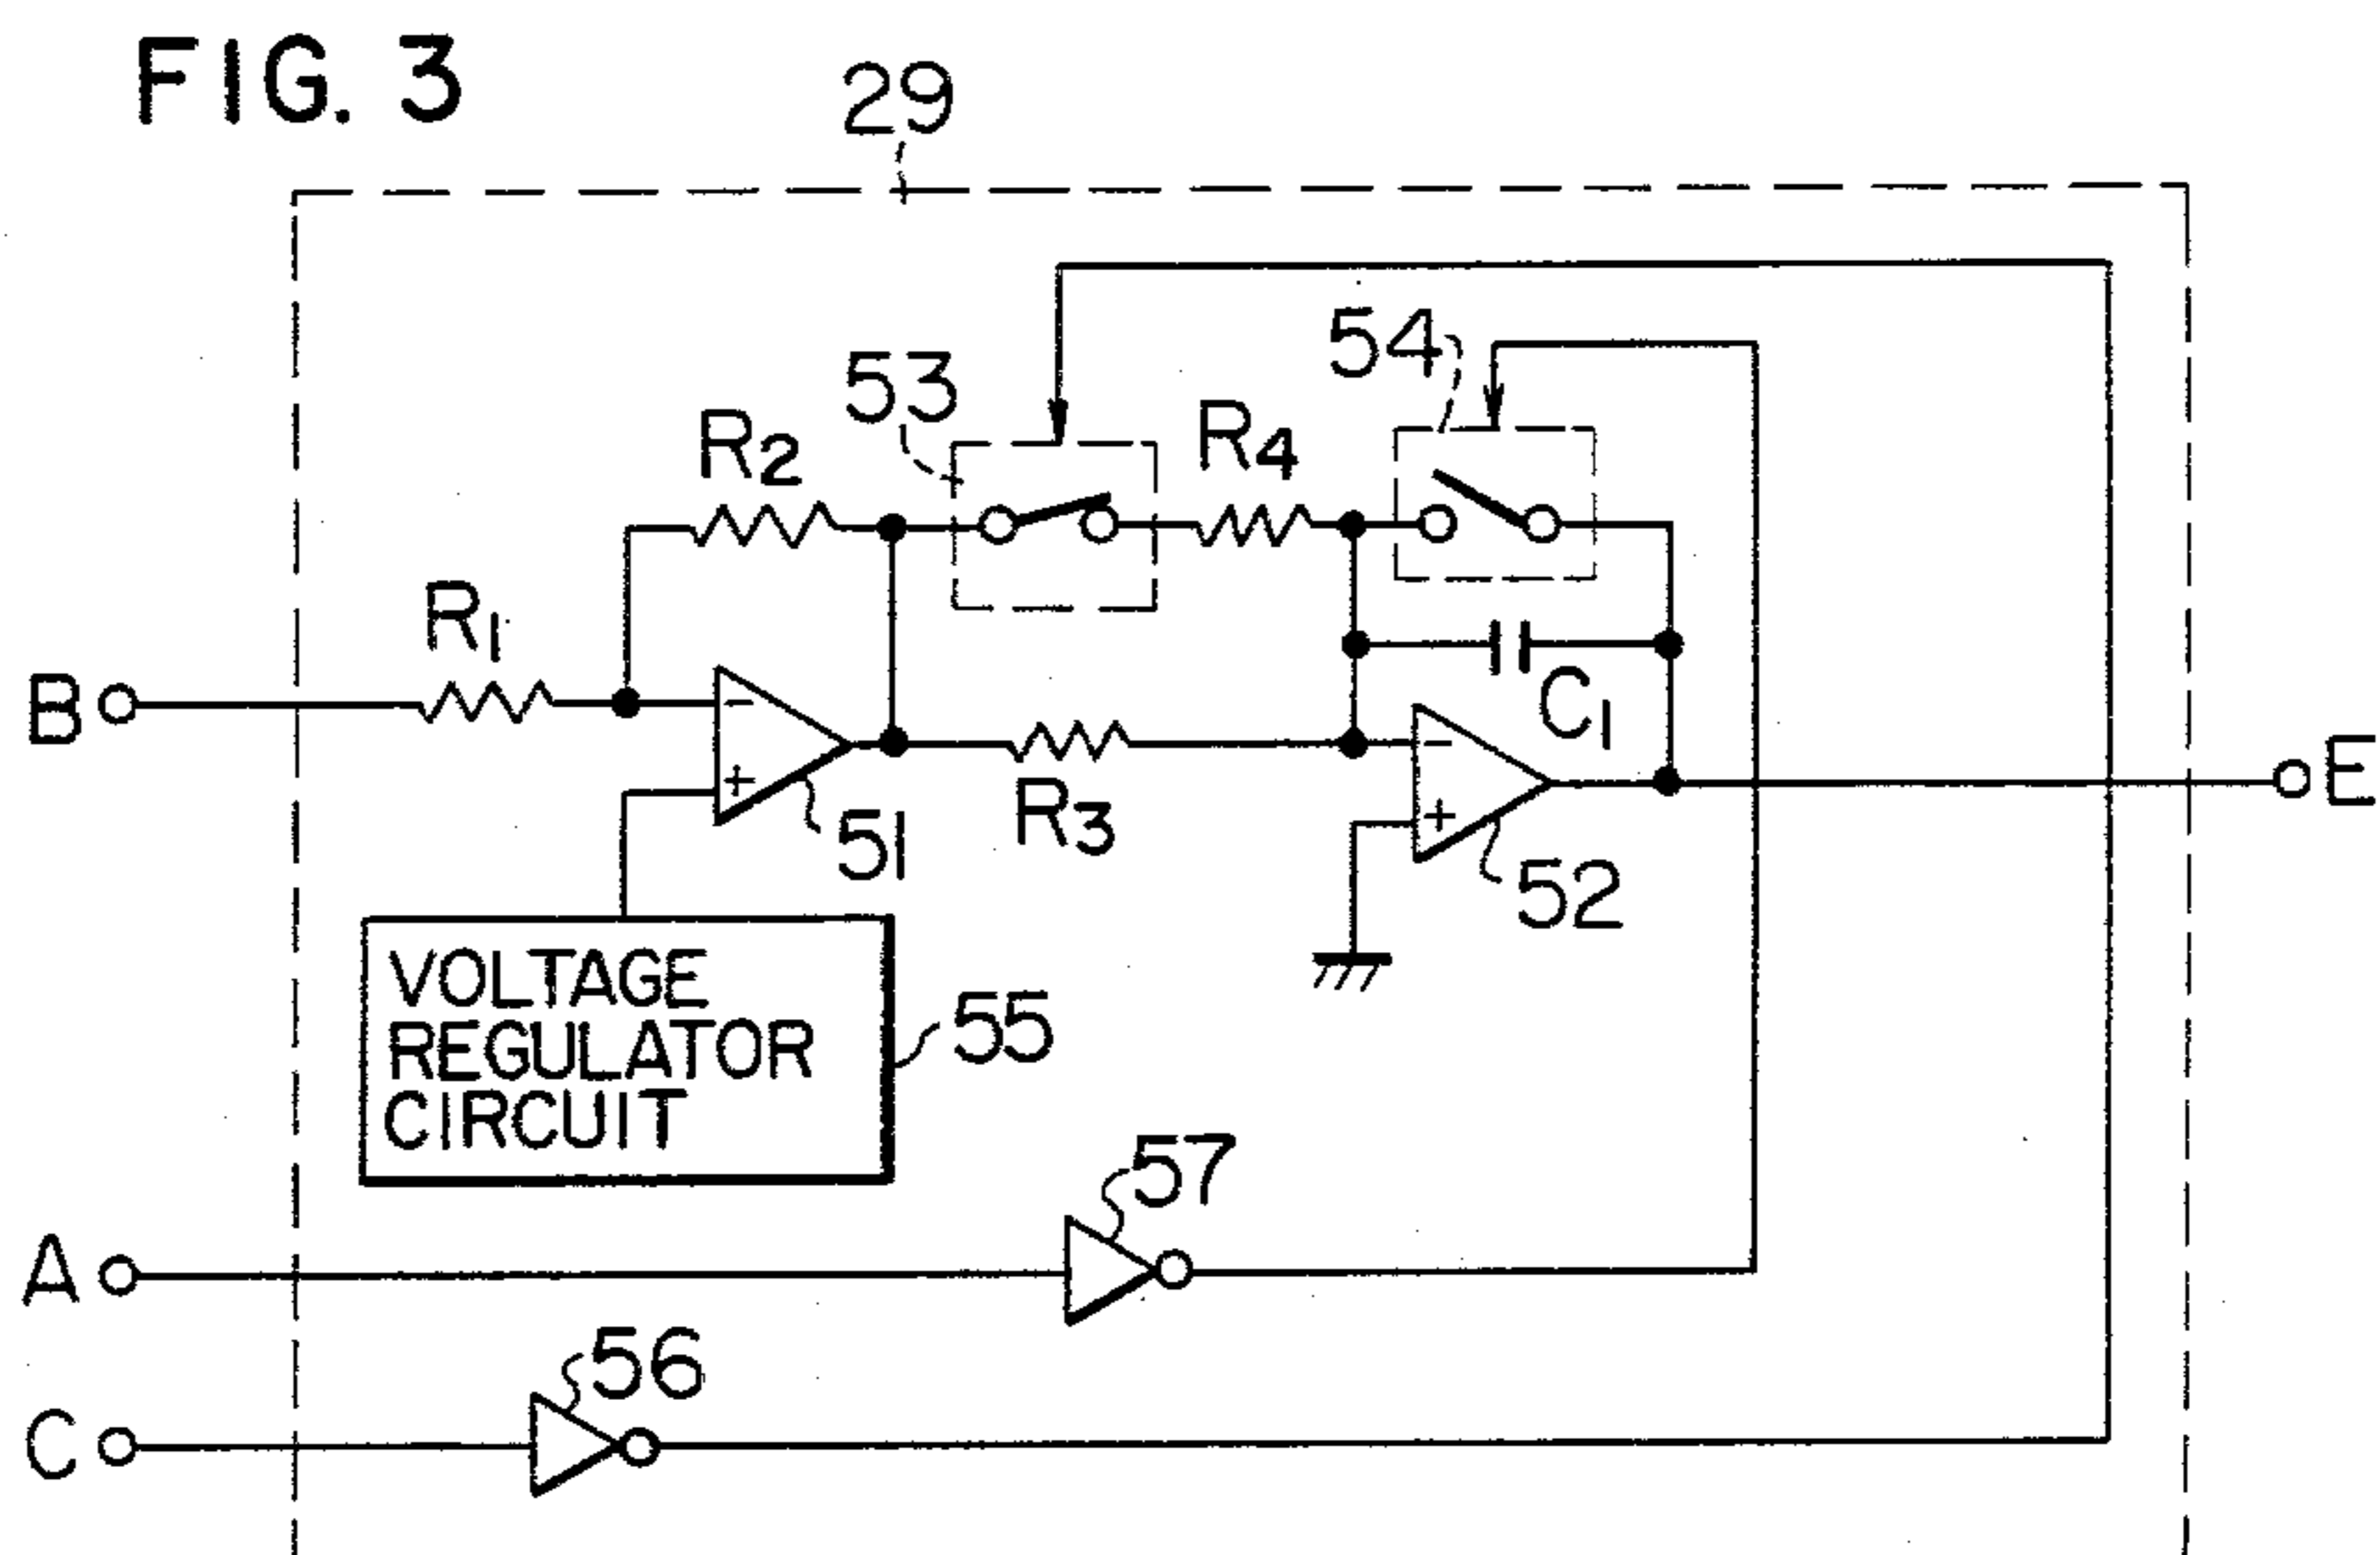 FIG. 3
29
54
53
R4
R2
R1
B
C1
E
R3
51
52
VOLTAGE
REGULATOR
CIRCUIT
55
57
A
56
C